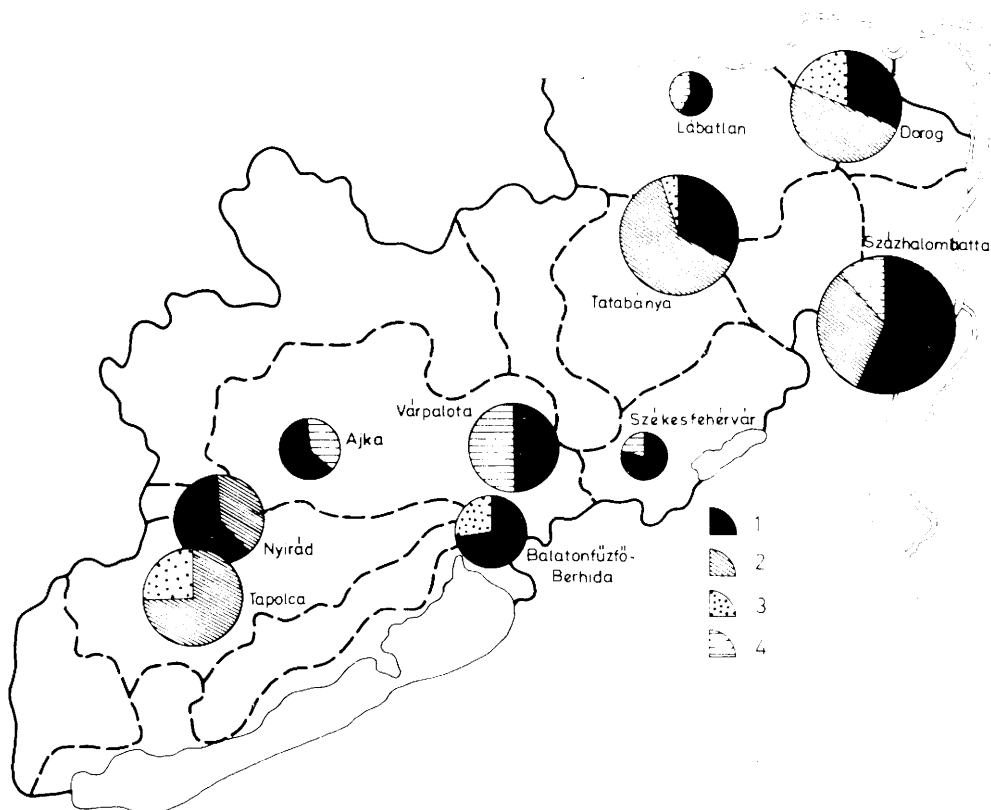 Lábatlan
Dorog
Százhalombatta
Tatabánya
Várpalota
Székesfehérvár
Ajka
Nyirád
Balatonfűzfő-
Berhida
Tapolca
1
2
3
4